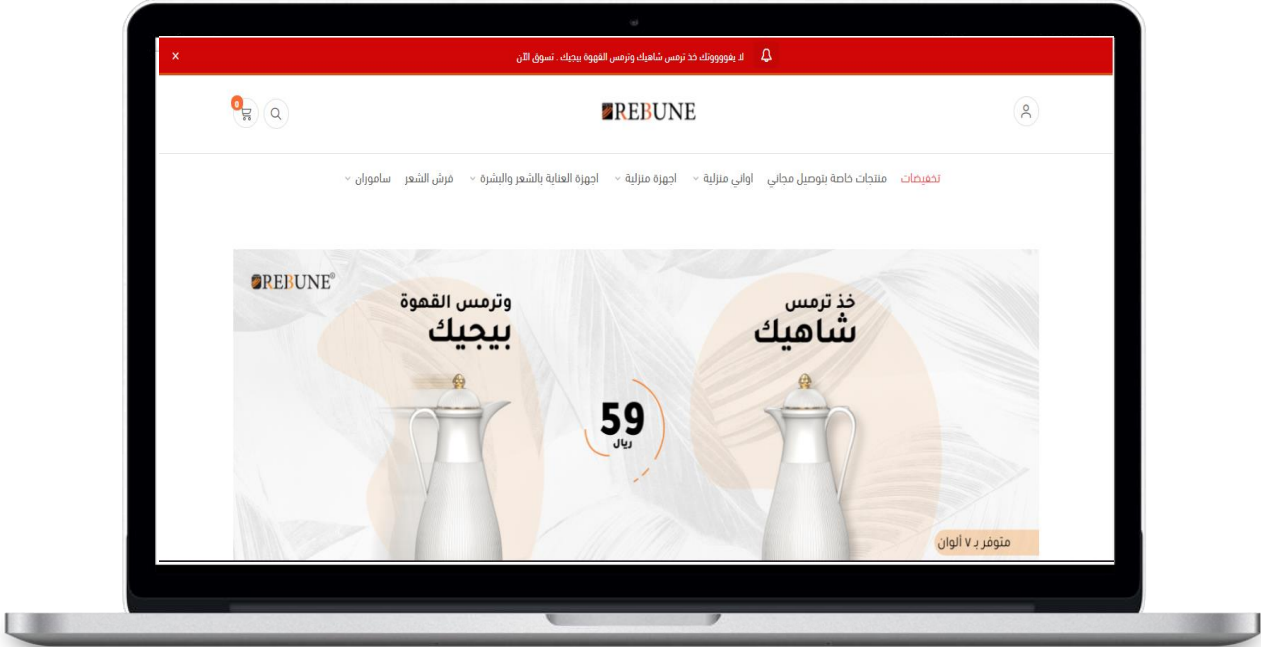 لا يفووووتك خذ ترمس شاهيك وترمس القهوة بيجيك . تسوق الآن
0
REBUNE
تخفيضات منتجات خاصة بتوصيل مجاني اواني منزلية اجهزة منزلية اجهزة العناية بالشعر والبشرة فرش الشعر ساموران
REBUNE®
خذ ترمس
شاهيك
وترمس القهوة
بيجيك
59
ريال
متوفر بـ ٧ ألوان